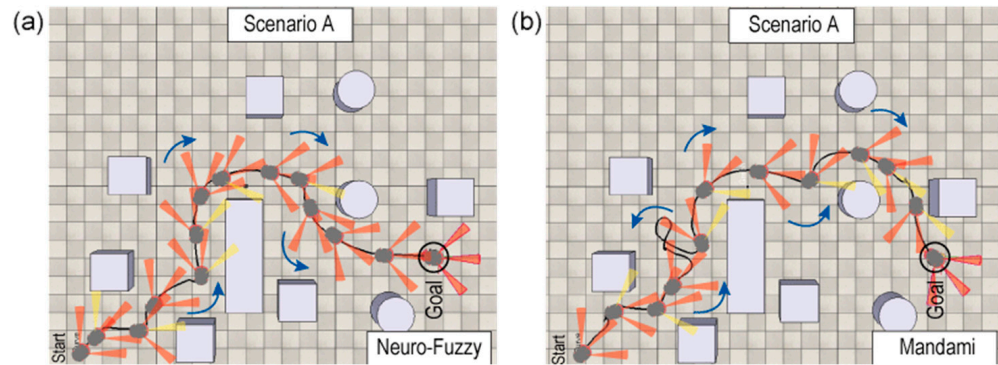 (a)
Scenario A
Start
Goal
Neuro-Fuzzy
(b)
Scenario A
Start
Goal
Mandami